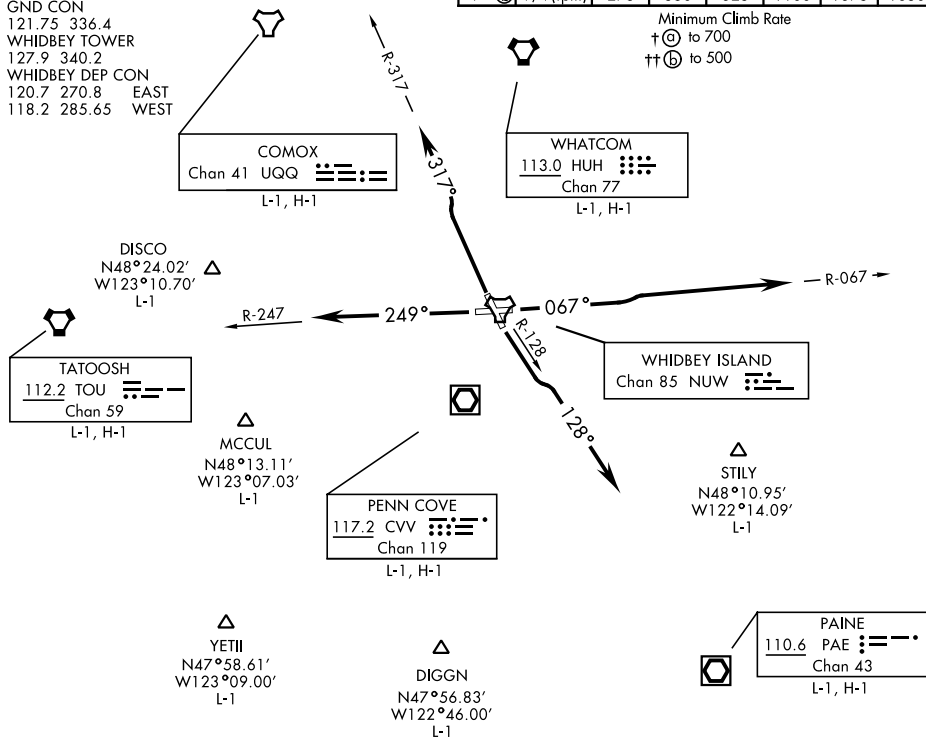 GND CON
121.75 336.4
WHIDBEY TOWER
127.9 340.2
WHIDBEY DEP CON
120.7 270.8 EAST
118.2 285.65 WEST
Minimum Climb Rate
† ⓐ to 700
†† ⓑ to 500
R-317
317°
COMOX
Chan 41 UQQ
L-1, H-1
WHATCOM
113.0 HUH
Chan 77
L-1, H-1
DISCO
N48°24.02'
W123°10.70'
L-1
R-247
249°
067°
R-067
R-128
128°
TATOOSH
112.2 TOU
Chan 59
L-1, H-1
WHIDBEY ISLAND
Chan 85 NUW
MCCUL
N48°13.11'
W123°07.03'
L-1
STILY
N48°10.95'
W122°14.09'
L-1
PENN COVE
117.2 CVV
Chan 119
L-1, H-1
YETII
N47°58.61'
W123°09.00'
L-1
DIGGN
N47°56.83'
W122°46.00'
L-1
PAINE
110.6 PAE
Chan 43
L-1, H-1